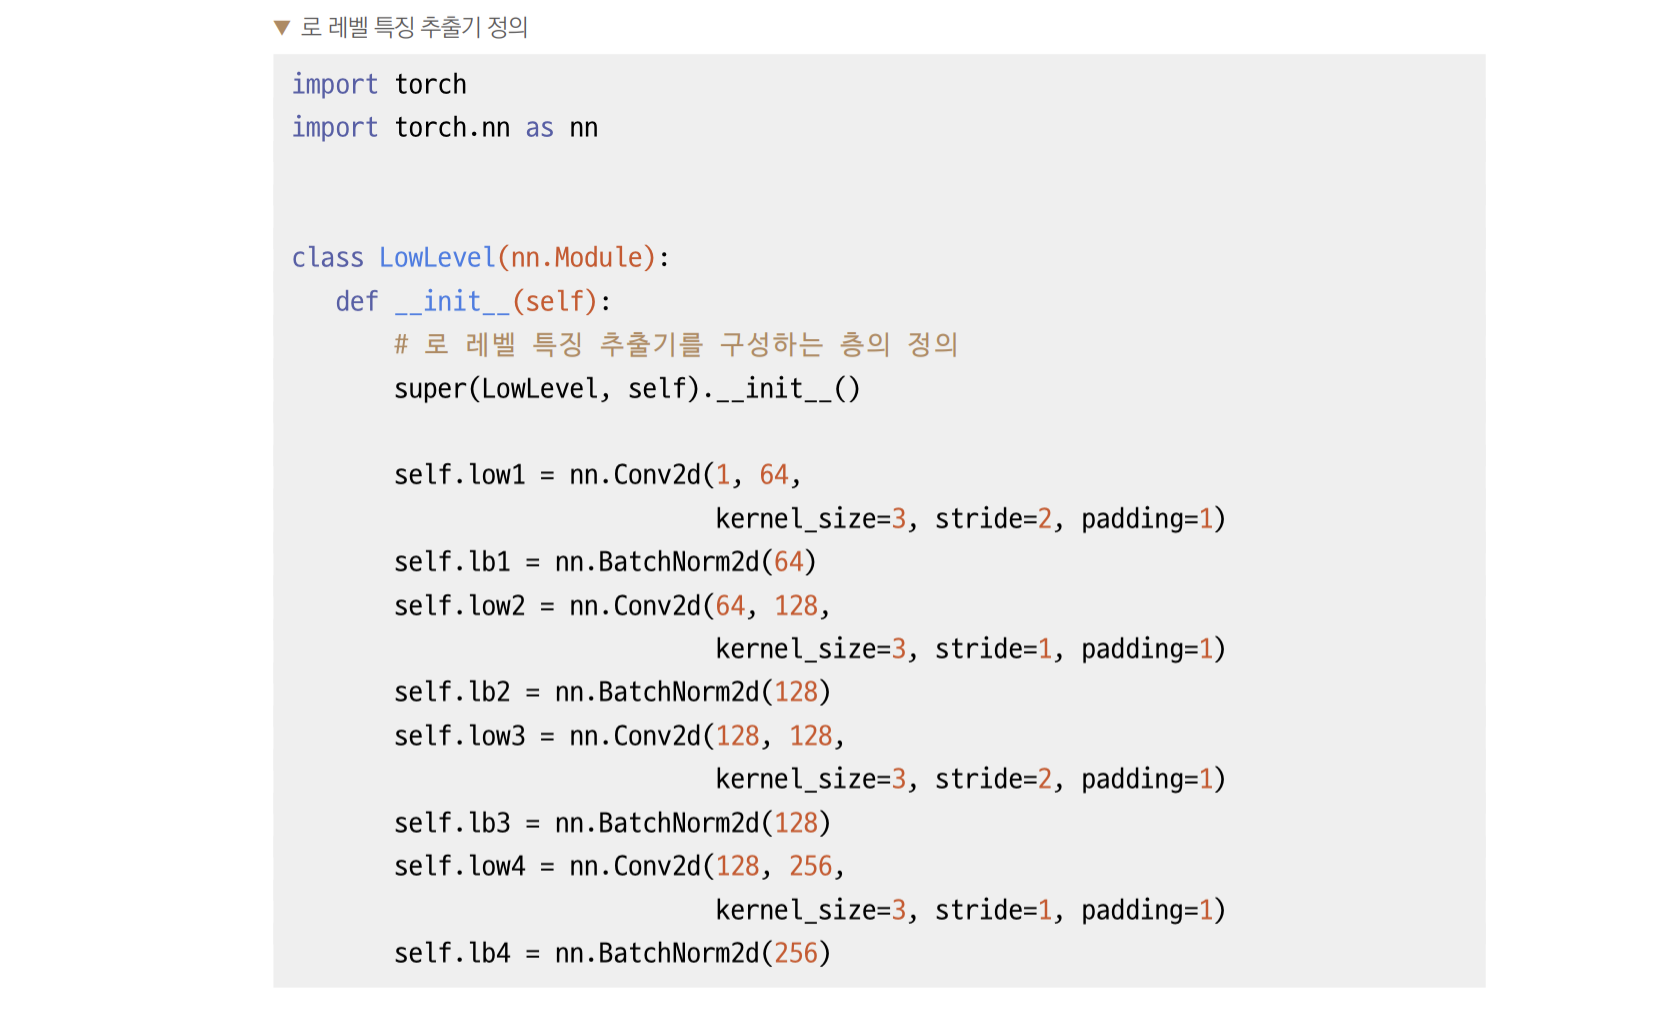 ▼ 로 레벨 특징 추출기 정의
import torch
import torch.nn as nn
class LowLevel(nn.Module):
    def __init__(self):
        # 로 레벨 특징 추출기를 구성하는 층의 정의
        super(LowLevel, self).__init__()
        self.low1 = nn.Conv2d(1, 64,
                              kernel_size=3, stride=2, padding=1)
        self.lb1 = nn.BatchNorm2d(64)
        self.low2 = nn.Conv2d(64, 128,
                              kernel_size=3, stride=1, padding=1)
        self.lb2 = nn.BatchNorm2d(128)
        self.low3 = nn.Conv2d(128, 128,
                              kernel_size=3, stride=2, padding=1)
        self.lb3 = nn.BatchNorm2d(128)
        self.low4 = nn.Conv2d(128, 256,
                              kernel_size=3, stride=1, padding=1)
        self.lb4 = nn.BatchNorm2d(256)